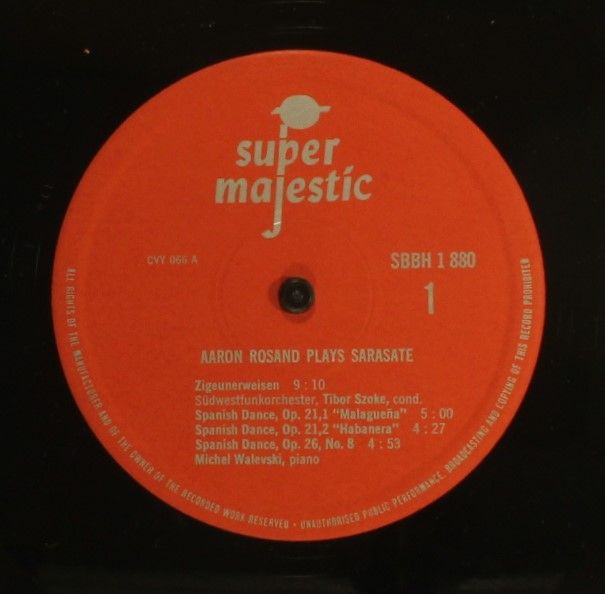 super
majestic
CVY 066 A
SBBH 1 880
1
AARON ROSAND PLAYS SARASATE
Zigeunerweisen 9 : 10
Südwestfunkorchester, Tibor Szoke, cond.
Spanish Dance, Op. 21,1 "Malagueña" 5 : 00
Spanish Dance, Op. 21,2 "Habanera" 4 : 27
Spanish Dance, Op. 26, No. 8 4 : 53
Michel Walevski, piano
ALL RIGHTS OF THE MANUFACTURER AND OF THE OWNER OF THE RECORDED WORK RESERVED · UNAUTHORISED PUBLIC PERFORMANCE, BROADCASTING AND COPYING OF THIS RECORD PROHIBITED